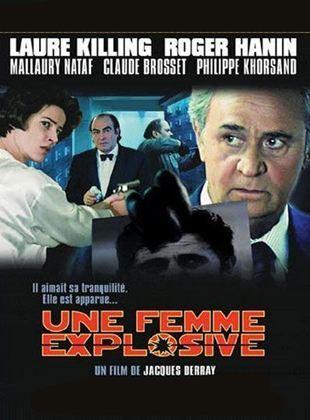 LAURE KILLING ROGER HANIN
MALLAURY NATAF CLAUDE BROSSET PHILIPPE KHORSAND
Il aimait sa tranquilité.
Elle est apparue...
UNE FEMME
EXPLOSIVE
UN FILM DE JACQUES DERRAY